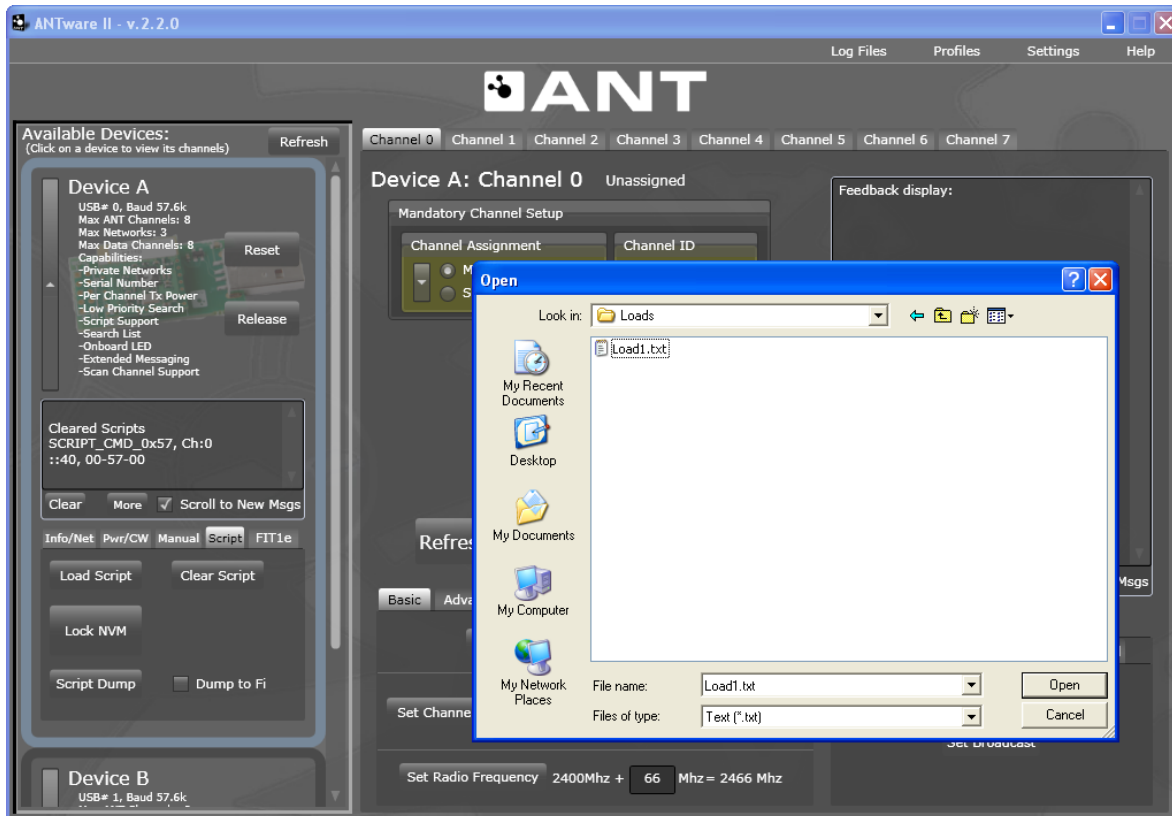 ANTware II - v.2.2.0
Log Files Profiles Settings Help
ANT
Available Devices:
(Click on a device to view its channels)
Refresh
Device A
USB# 0, Baud 57.6k
Max ANT Channels: 8
Max Networks: 3
Max Data Channels: 8
Capabilities:
-Private Networks
-Serial Number
-Per Channel Tx Power
-Low Priority Search
-Script Support
-Search List
-Onboard LED
-Extended Messaging
-Scan Channel Support
Reset
Release
Cleared Scripts
SCRIPT_CMD_0x57, Ch:0
::40, 00-57-00
Clear More Scroll to New Msgs
Info/Net Pwr/CW Manual Script FIT1e
Load Script Clear Script
Lock NVM
Script Dump Dump to Fi
Device B
USB# 1, Baud 57.6k
Channel 0 Channel 1 Channel 2 Channel 3 Channel 4 Channel 5 Channel 6 Channel 7
Device A: Channel 0 Unassigned
Mandatory Channel Setup
Channel Assignment Channel ID
M
S
Feedback display:
Refres
Msgs
Basic Adva
Set Channe
Set Broadcast
Set Radio Frequency 2400Mhz + 66 Mhz= 2466 Mhz
Open
Look in: Loads
Load1.txt
My Recent
Documents
Desktop
My Documents
My Computer
My Network
Places
File name: Load1.txt Open
Files of type: Text (*.txt) Cancel